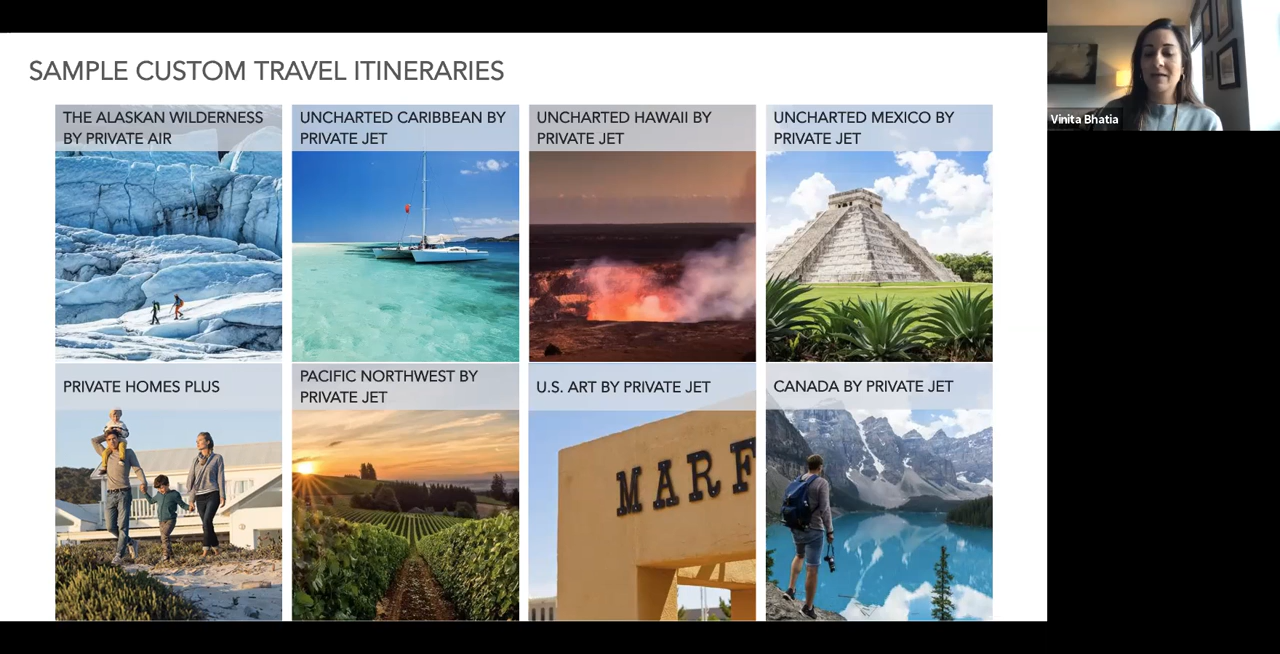 SAMPLE CUSTOM TRAVEL ITINERARIES
THE ALASKAN WILDERNESS
BY PRIVATE AIR
UNCHARTED CARIBBEAN BY
PRIVATE JET
UNCHARTED HAWAII BY
PRIVATE JET
UNCHARTED MEXICO BY
PRIVATE JET
PRIVATE HOMES PLUS
PACIFIC NORTHWEST BY
PRIVATE JET
U.S. ART BY PRIVATE JET
MARF
CANADA BY PRIVATE JET
Vinita Bhatia